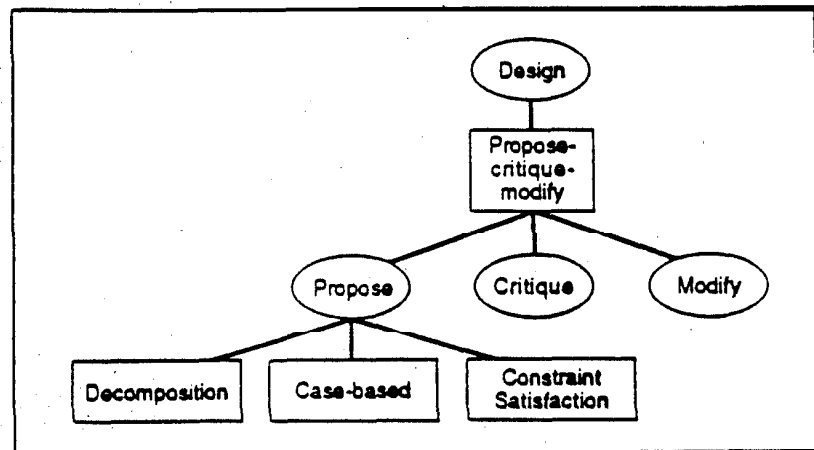 Design
Propose-
critique-
modify
Propose
Critique
Modify
Decomposition
Case-based
Constraint
Satisfaction